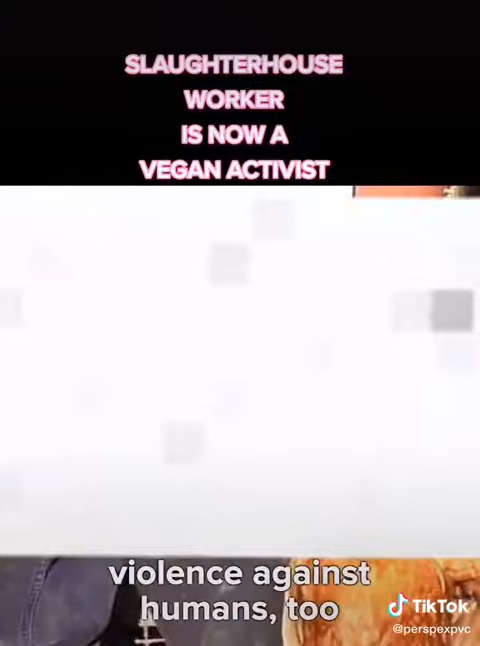 SLAUGHTERHOUSE
WORKER
IS NOW A
VEGAN ACTIVIST
violence against
humans, too
TikTok
@perspexpvc